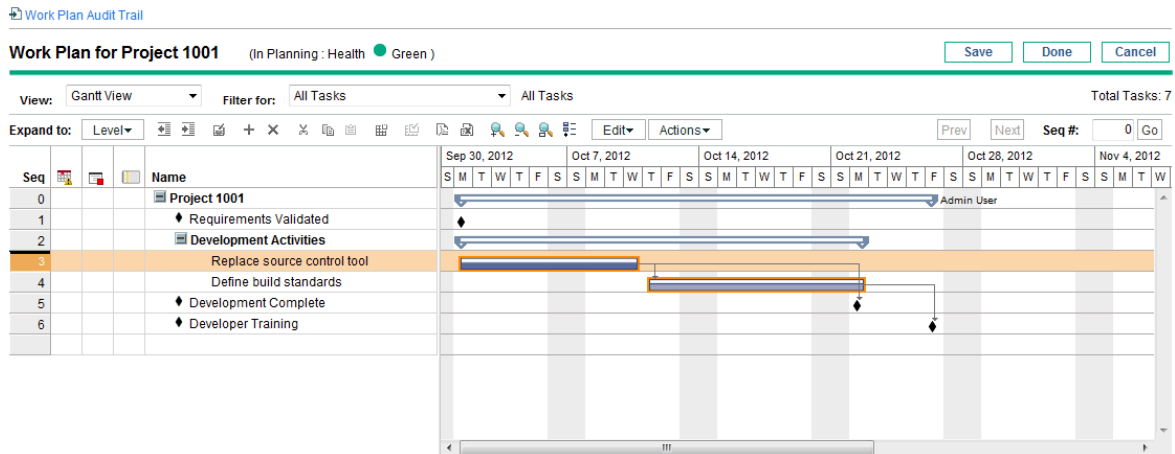 Work Plan Audit Trail
Work Plan for Project 1001 (In Planning : Health Green ) Save Done Cancel
View: Gantt View Filter for: All Tasks All Tasks Total Tasks: 7
Expand to: Level Edit Actions Prev Next Seq #: 0 Go
Sep 30, 2012 Oct 7, 2012 Oct 14, 2012 Oct 21, 2012 Oct 28, 2012 Nov 4, 2012
Seq Name S M T W T F S S M T W T F S S M T W T F S S M T W T F S S M T W T F S S M T W
0 Project 1001 Admin User
1 Requirements Validated
2 Development Activities
3 Replace source control tool
4 Define build standards
5 Development Complete
6 Developer Training